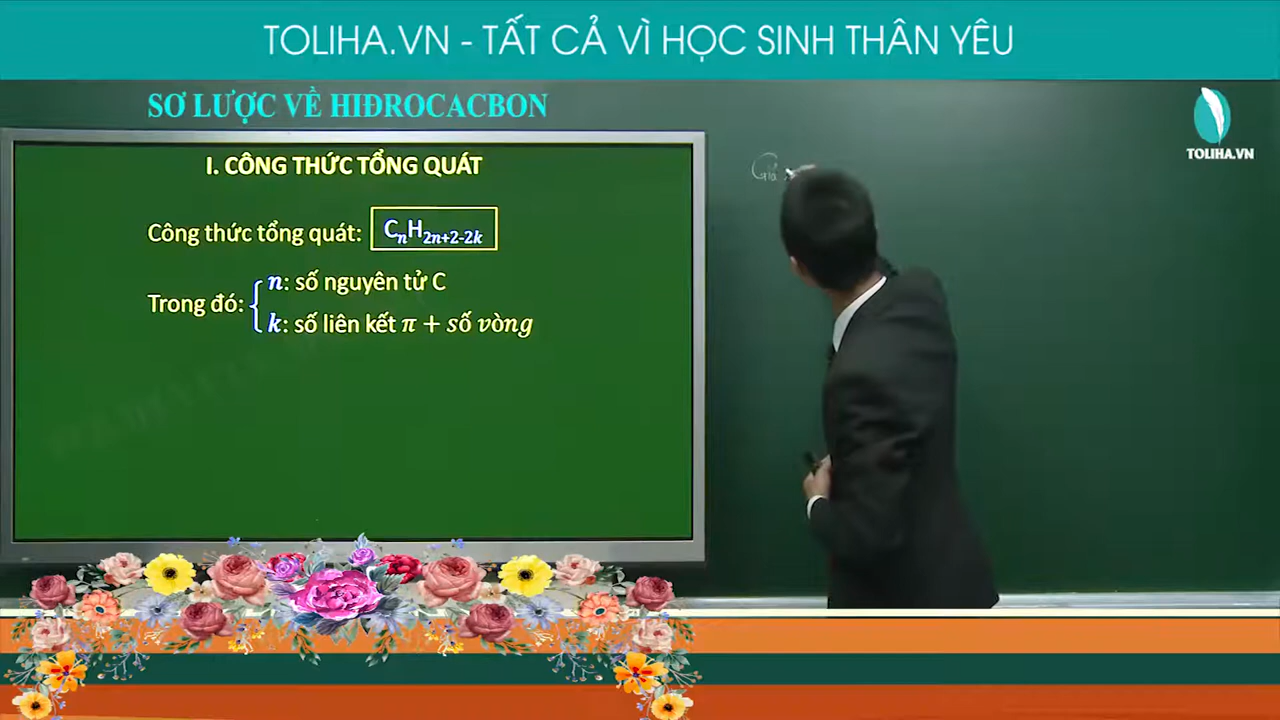 TOLIHA.VN - TẤT CẢ VÌ HỌC SINH THÂN YÊU
SƠ LƯỢC VỀ HIĐROCACBON
TOLIHA.VN
I. CÔNG THỨC TỔNG QUÁT
Công thức tổng quát: CnH2n+2-2k
Trong đó: n: số nguyên tử C
k: số liên kết π + số vòng